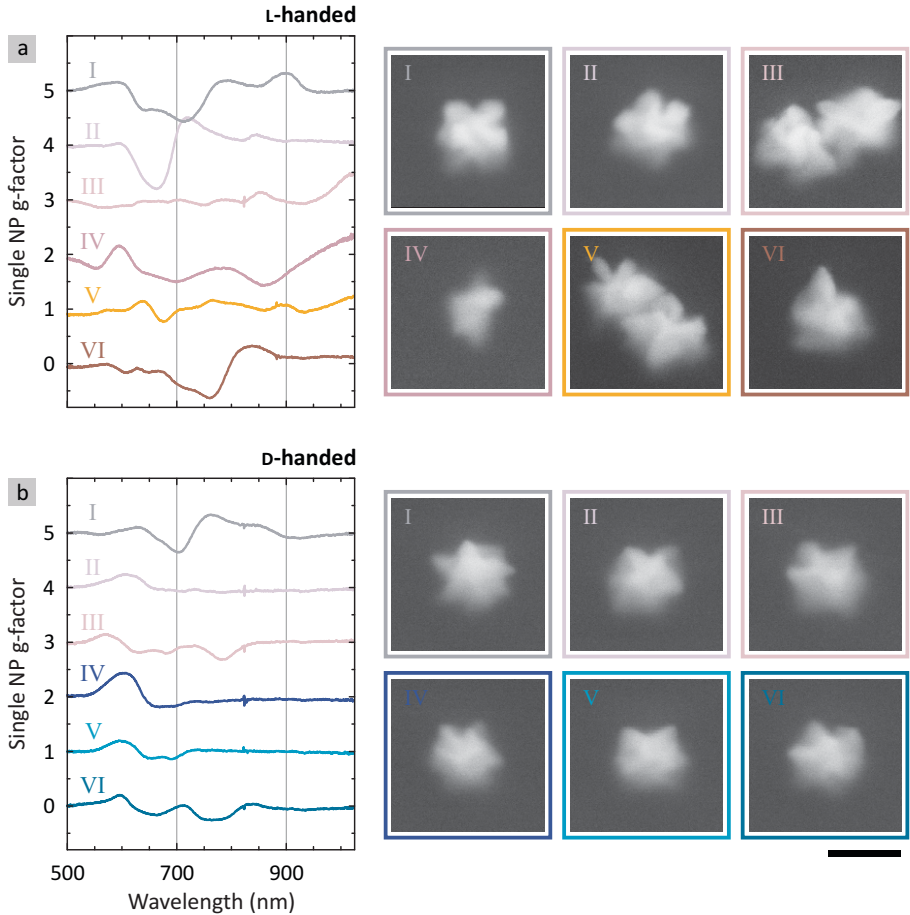 L-handed
a
Single NP g-factor
5
4
3
2
1
0
I
II
III
IV
V
VI
I
II
III
IV
V
VI
D-handed
b
Single NP g-factor
5
4
3
2
1
0
I
II
III
IV
V
VI
500
700
900
Wavelength (nm)
I
II
III
IV
V
VI